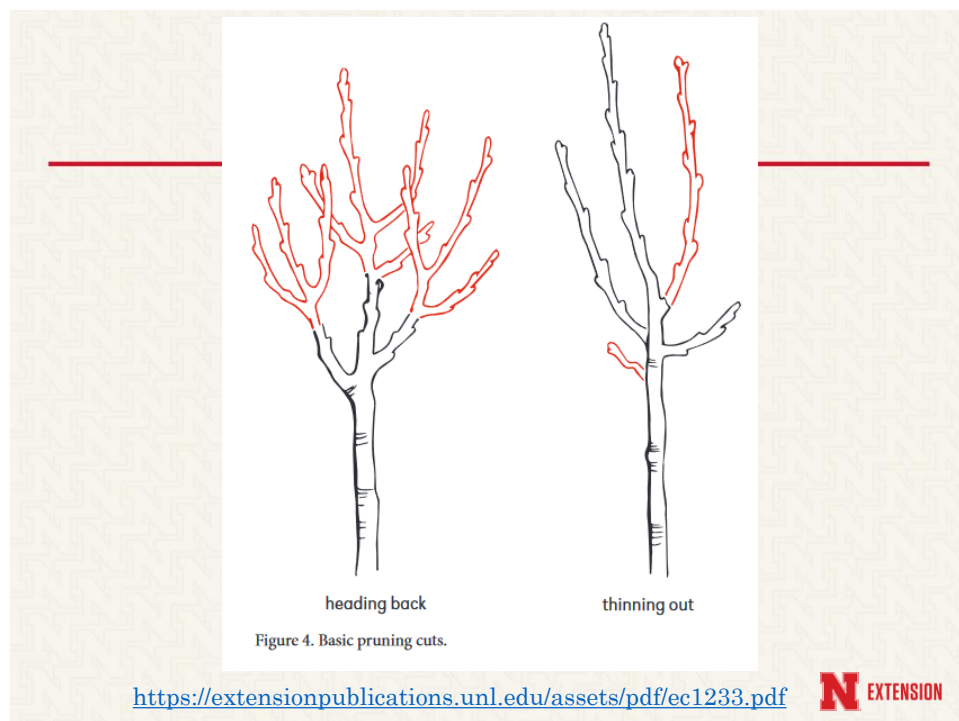 heading back
thinning out
Figure 4. Basic pruning cuts.
https://extensionpublications.unl.edu/assets/pdf/ec1233.pdf
N EXTENSION